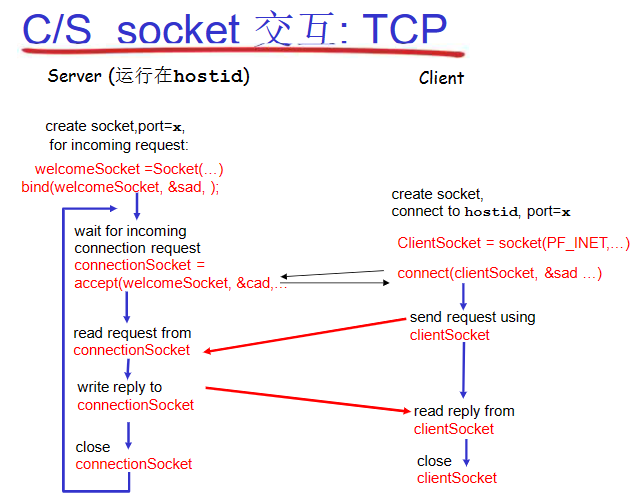 C/S socket 交互: TCP
Server (运行在hostid)
create socket,port=x,
for incoming request:
welcomeSocket =Socket(…)
bind(welcomeSocket, &sad, );
wait for incoming
connection request
connectionSocket =
accept(welcomeSocket, &cad,…
read request from
connectionSocket
write reply to
connectionSocket
close
connectionSocket
Client
create socket,
connect to hostid, port=x
ClientSocket = socket(PF_INET,…)
connect(clientSocket, &sad …)
send request using
clientSocket
read reply from
clientSocket
close
clientSocket